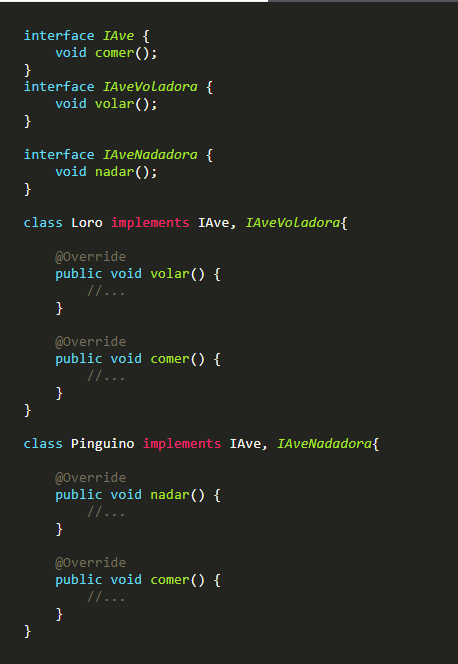 interface IAve {
    void comer();
}
interface IAveVoladora {
    void volar();
}

interface IAveNadadora {
    void nadar();
}

class Loro implements IAve, IAveVoladora{

    @Override
    public void volar() {
        //...
    }

    @Override
    public void comer() {
        //...
    }
}

class Pinguino implements IAve, IAveNadadora{

    @Override
    public void nadar() {
        //...
    }

    @Override
    public void comer() {
        //...
    }
}